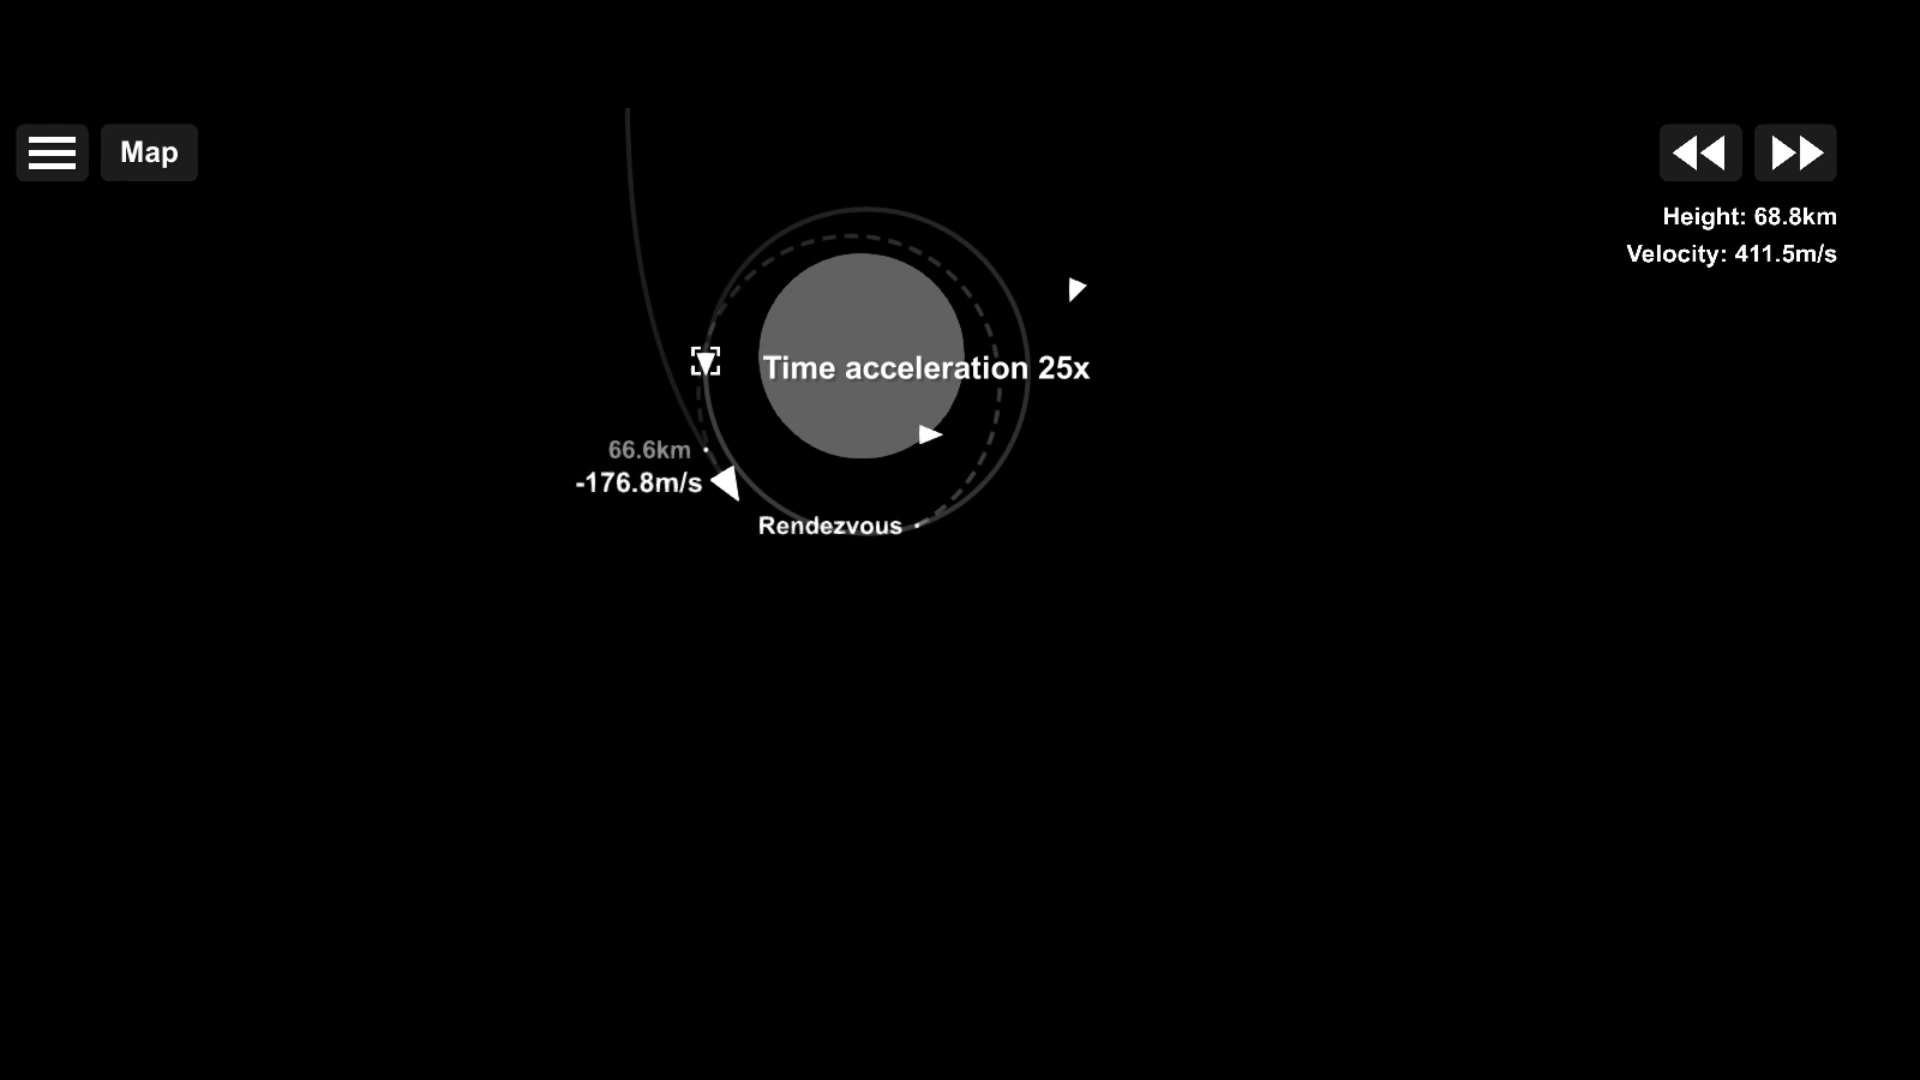 Map
Height: 68.8km
Velocity: 411.5m/s
Time acceleration 25x
66.6km
-176.8m/s
Rendezvous